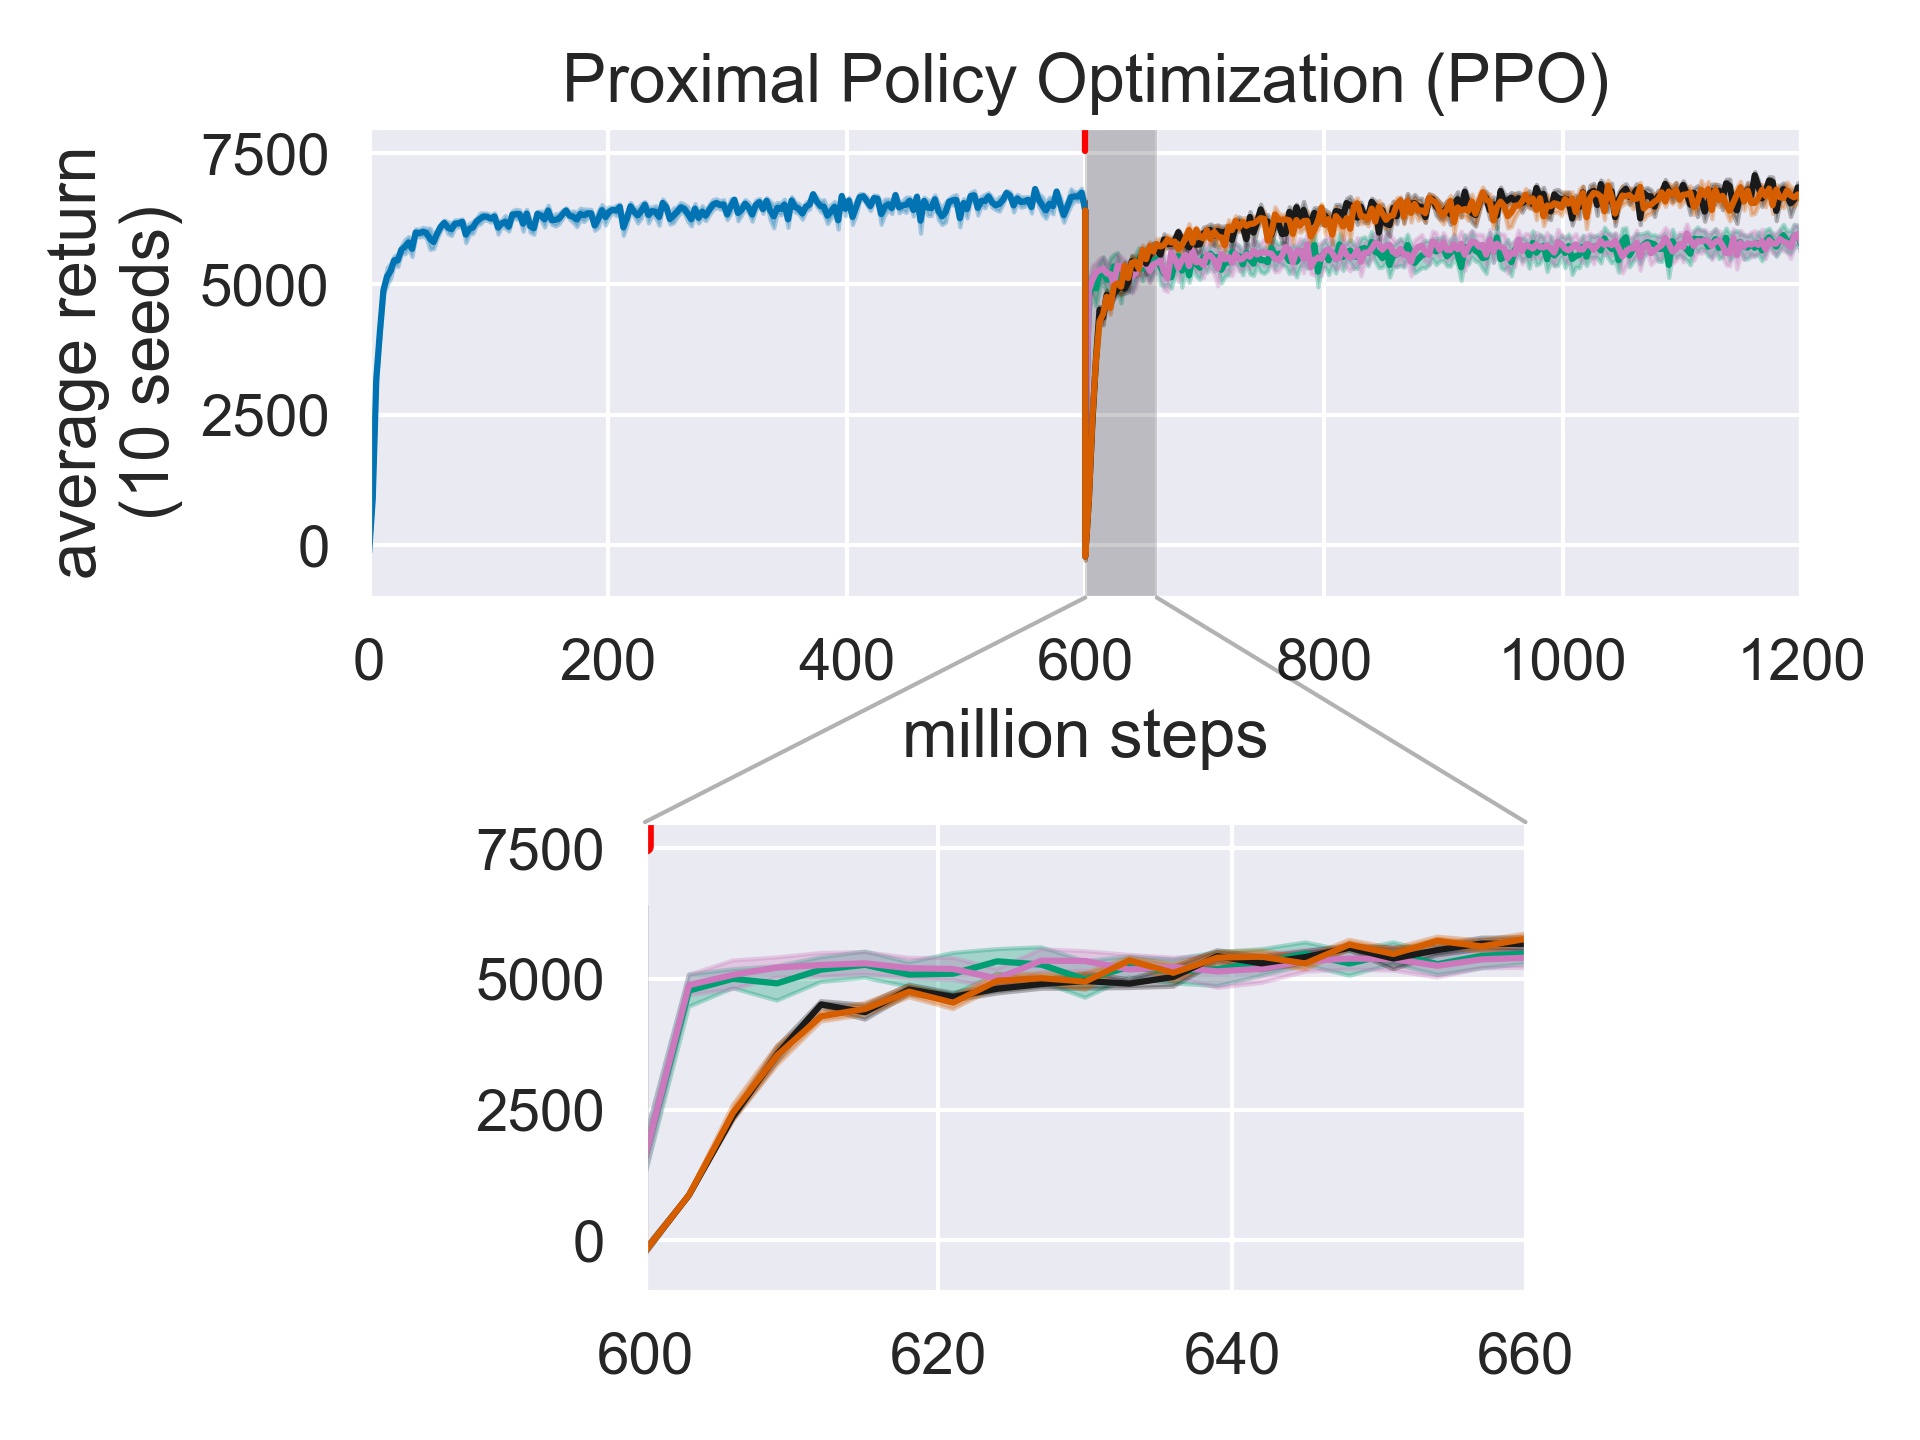 Proximal Policy Optimization (PPO)
average return
(10 seeds)
7500
5000
2500
0
0 200 400 600 800 1000 1200
million steps
7500
5000
2500
0
600 620 640 660